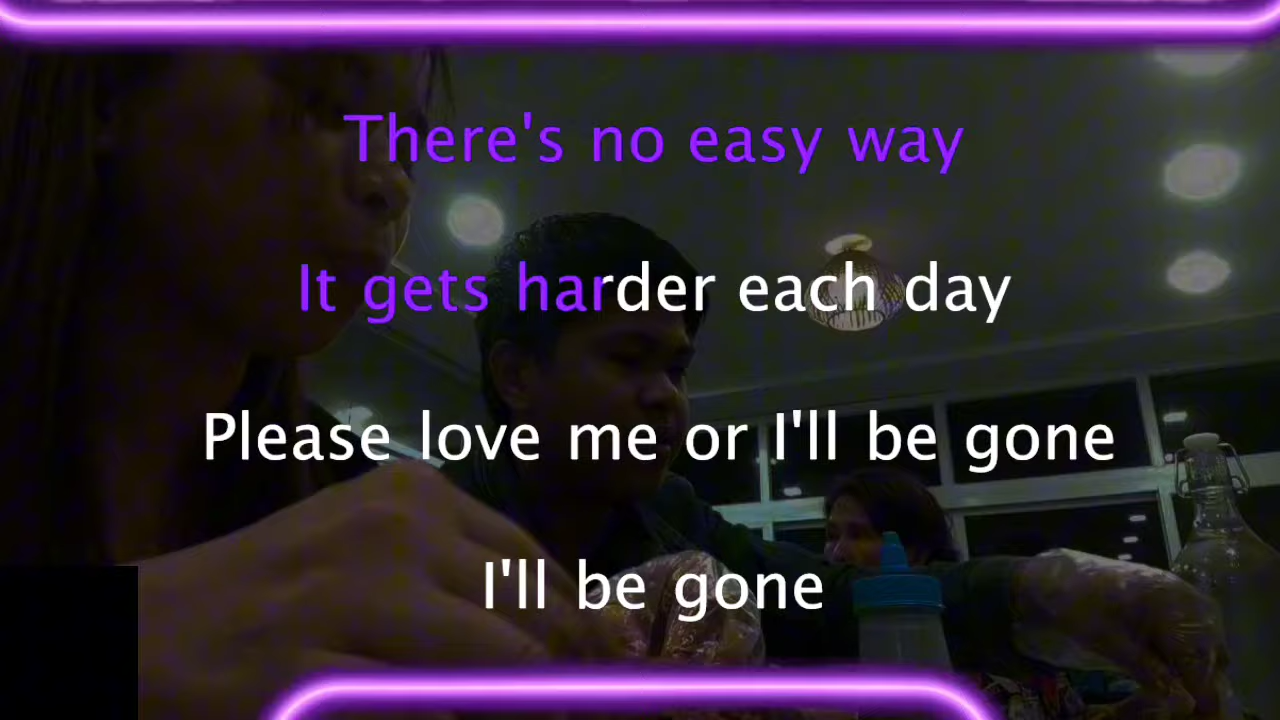 There's no easy way
It gets harder each day
Please love me or I'll be gone
I'll be gone